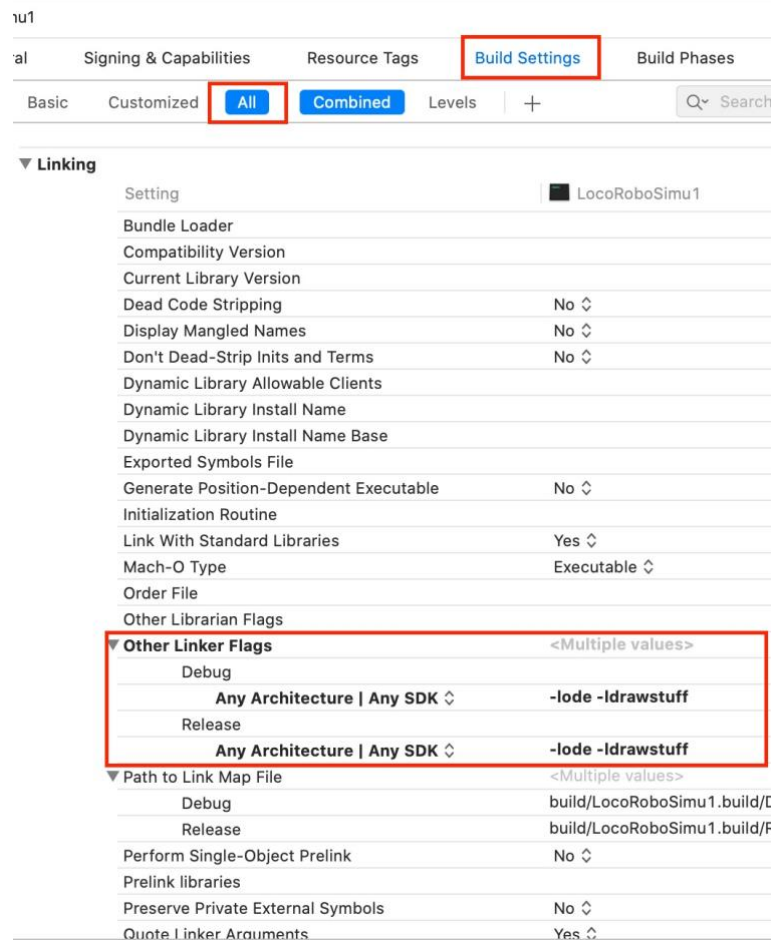 nu1
ral Signing & Capabilities Resource Tags Build Settings Build Phases
Basic Customized All Combined Levels + Search
▼ Linking
Setting LocoRoboSimu1
Bundle Loader
Compatibility Version
Current Library Version
Dead Code Stripping No
Display Mangled Names No
Don't Dead-Strip Inits and Terms No
Dynamic Library Allowable Clients
Dynamic Library Install Name
Dynamic Library Install Name Base
Exported Symbols File
Generate Position-Dependent Executable No
Initialization Routine
Link With Standard Libraries Yes
Mach-O Type Executable
Order File
Other Librarian Flags
▼ Other Linker Flags <Multiple values>
Debug
Any Architecture | Any SDK -lode -ldrawstuff
Release
Any Architecture | Any SDK -lode -ldrawstuff
▼ Path to Link Map File <Multiple values>
Debug build/LocoRoboSimu1.build/D
Release build/LocoRoboSimu1.build/R
Perform Single-Object Prelink No
Prelink libraries
Preserve Private External Symbols No
Quote Linker Arguments Yes